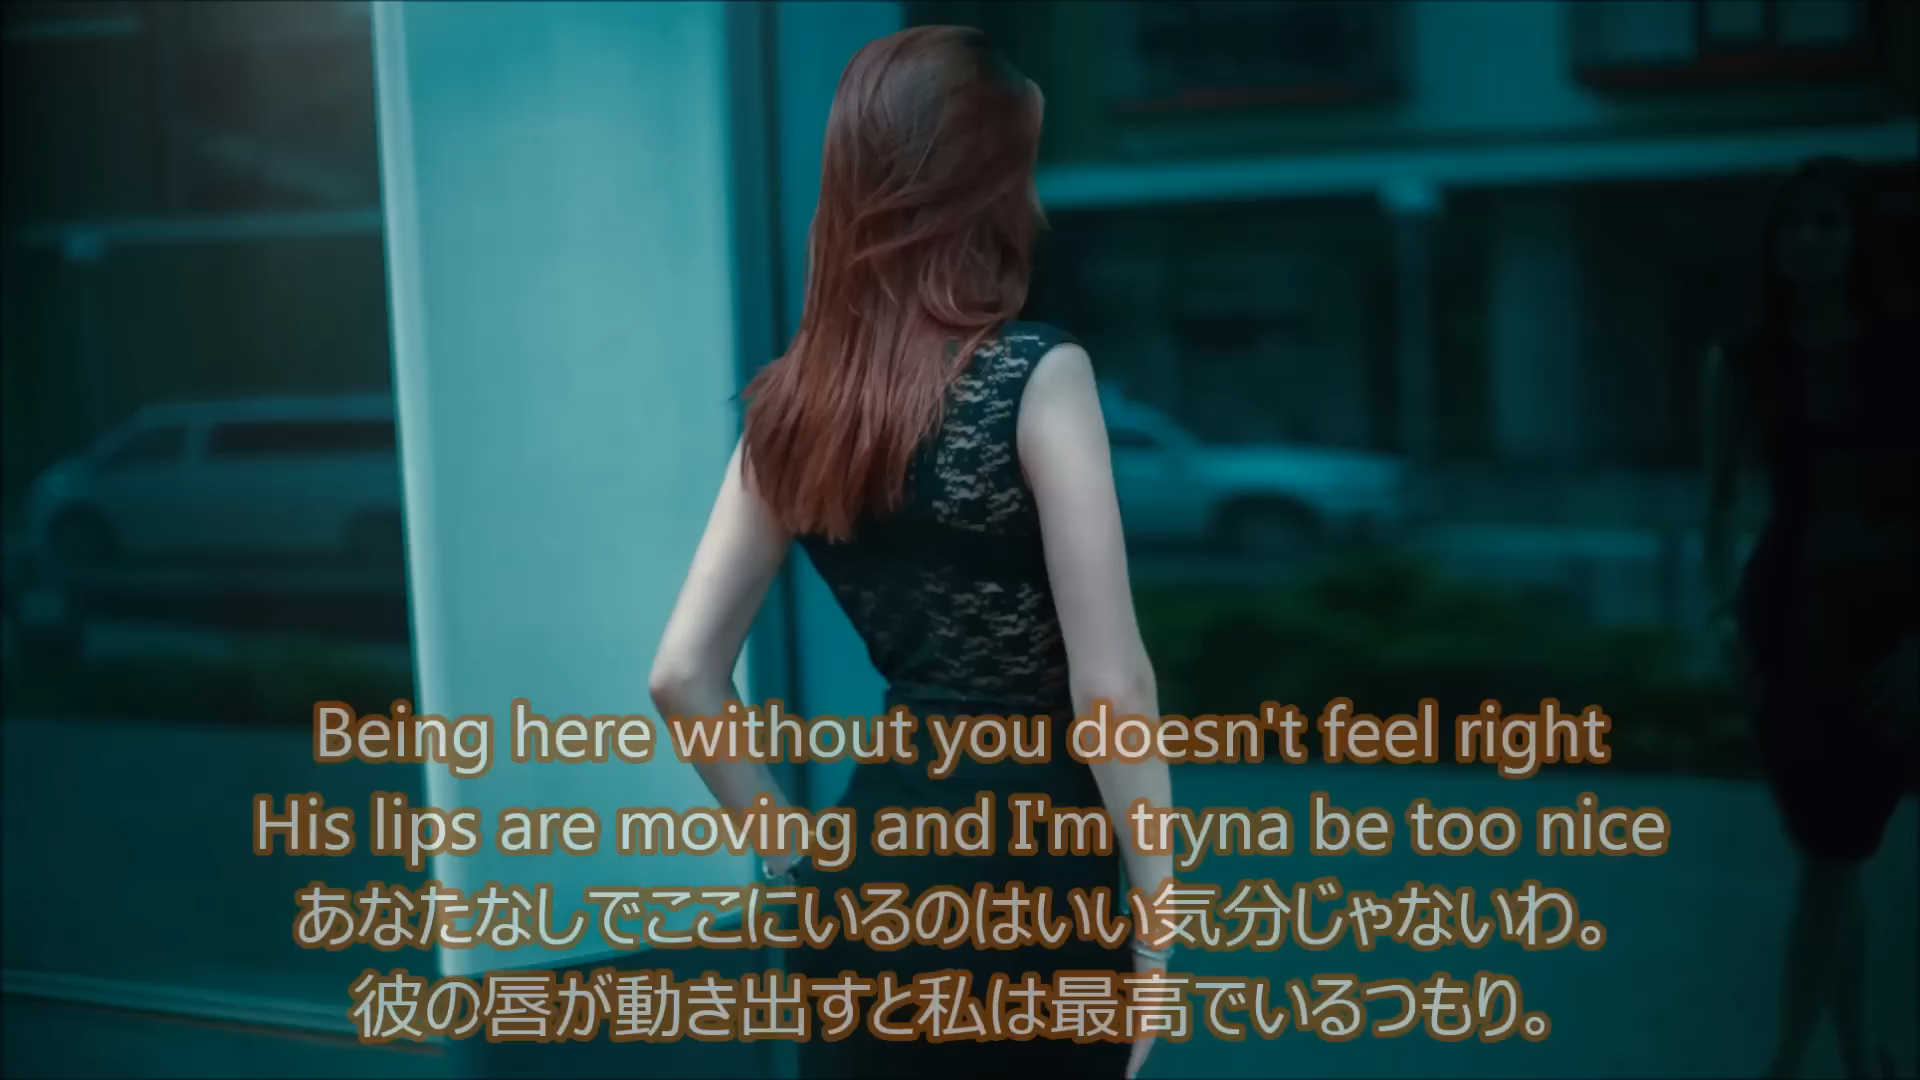 Being here without you doesn't feel right
His lips are moving and I'm tryna be too nice
あなたなしでここにいるのはいい気分じゃないわ。
彼の唇が動き出すと私は最高でいるつもり。